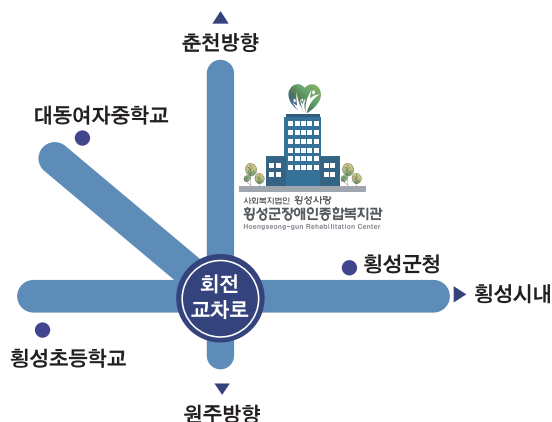 춘천방향
대동여자중학교
사회복지법인 횡성사랑
횡성군장애인종합복지관
Hoengseong-gun Rehabilitation Center
횡성군청
회전
교차로
횡성시내
횡성초등학교
원주방향